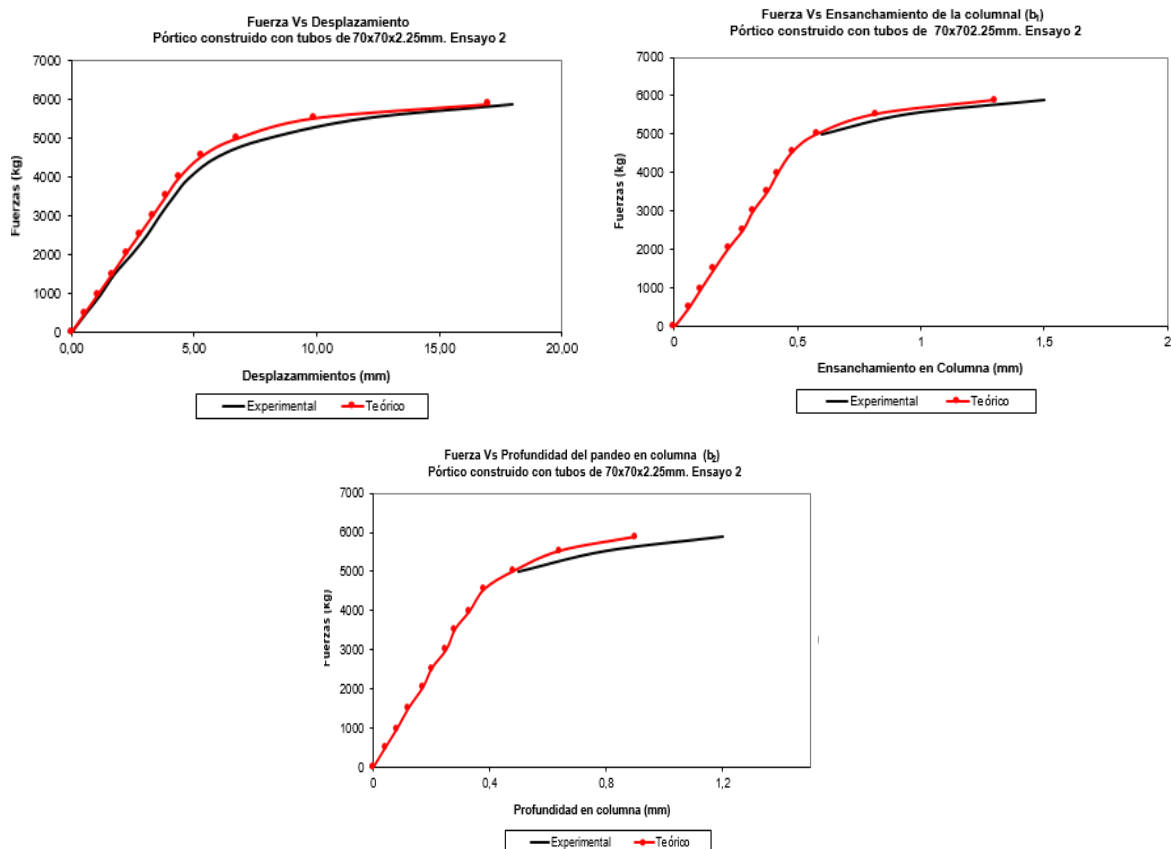 Fuerza Vs Desplazamiento
Pórtico construido con tubos de 70x70x2.25mm. Ensayo 2
7000
6000
5000
4000
3000
2000
1000
0
Fuerzas (kg)
0,00 5,00 10,00 15,00 20,00
Desplazammientos (mm)
Experimental Teórico
Fuerza Vs Ensanchamiento de la columnal (b₁)
Pórtico construido con tubos de 70x702.25mm. Ensayo 2
7000
6000
5000
4000
3000
2000
1000
0
Fuerzas (kg)
0 0,5 1 1,5 2
Ensanchamiento en Columna (mm)
Experimental Teórico
Fuerza Vs Profundidad del pandeo en columna (b₂)
Pórtico construido con tubos de 70x70x2.25mm. Ensayo 2
7000
6000
5000
4000
3000
2000
1000
0
Fuerzas (kg)
0 0,4 0,8 1,2
Profundidad en columna (mm)
Experimental Teórico